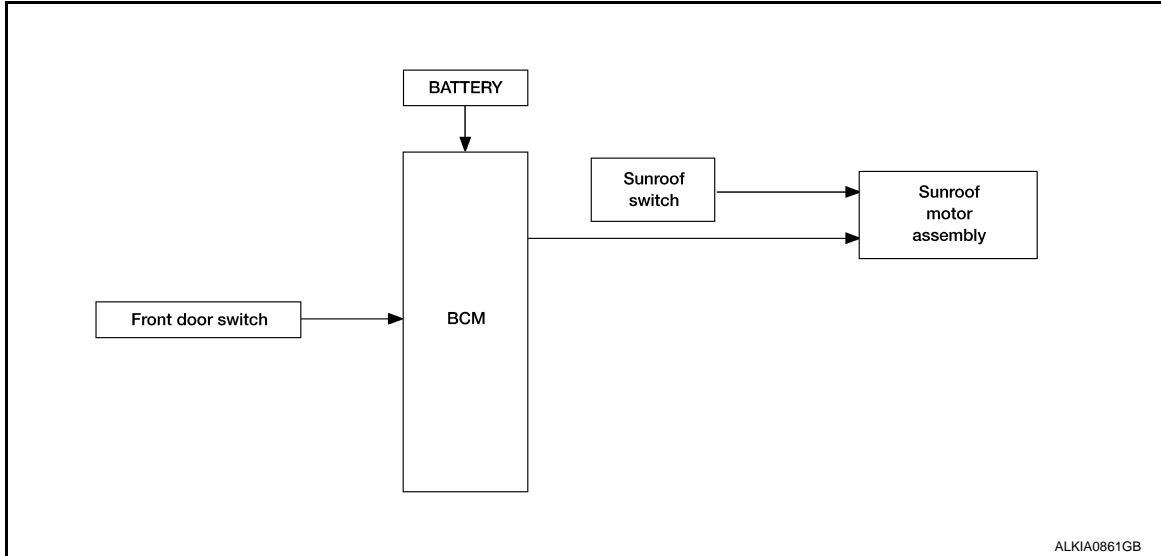 BATTERY
Sunroof
switch
Sunroof
motor
assembly
Front door switch
BCM
ALKIA0861GB